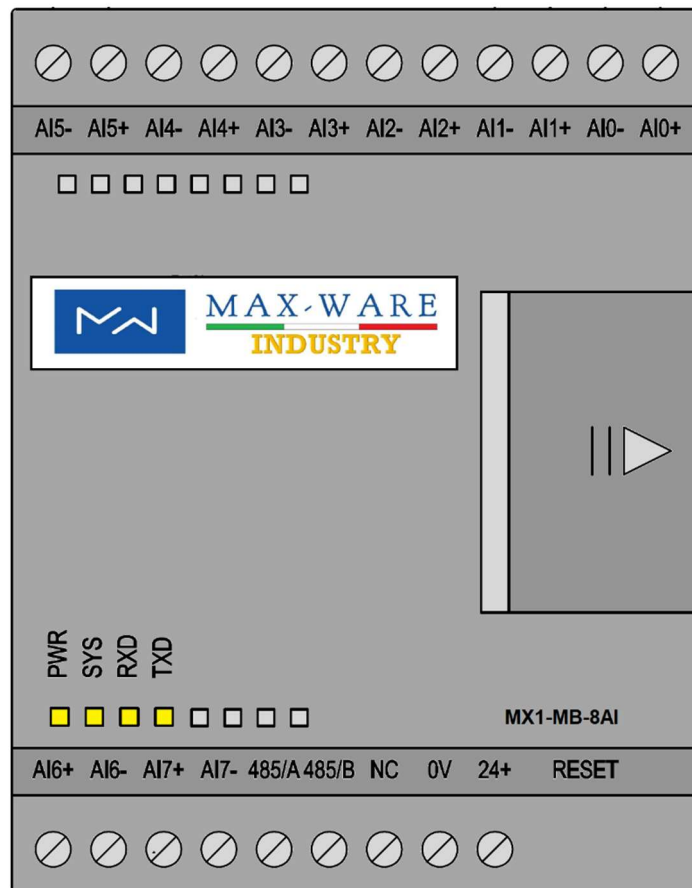 AI5- AI5+ AI4- AI4+ AI3- AI3+ AI2- AI2+ AI1- AI1+ AI0- AI0+
MAX-WARE
INDUSTRY
PWR
SYS
RXD
TXD
MX1-MB-8AI
AI6+ AI6- AI7+ AI7- 485/A 485/B NC 0V 24+ RESET